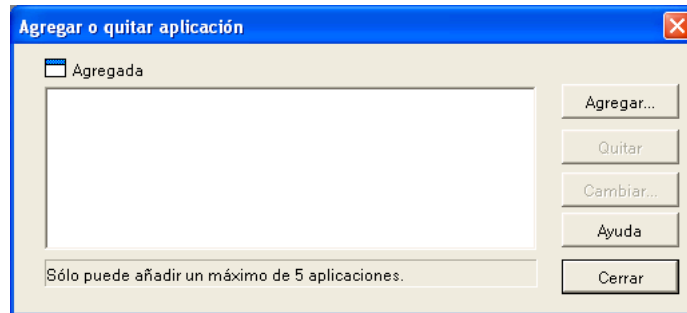 Agregar o quitar aplicación
Agregada
Agregar...
Quitar
Cambiar...
Ayuda
Sólo puede añadir un máximo de 5 aplicaciones.
Cerrar